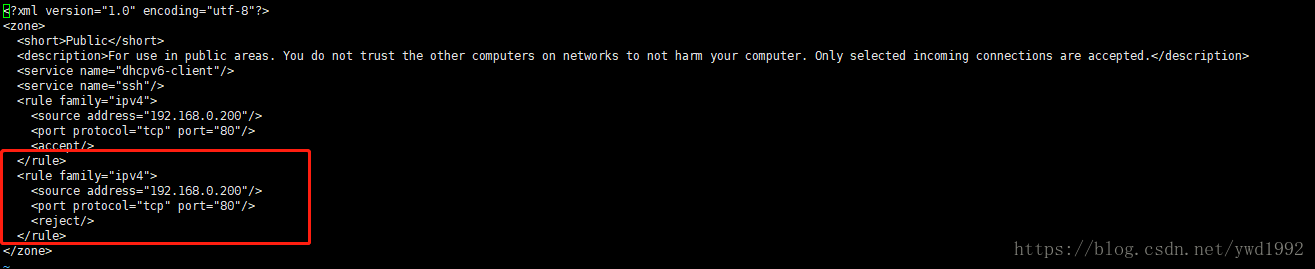 <?xml version="1.0" encoding="utf-8"?>
<zone>
  <short>Public</short>
  <description>For use in public areas. You do not trust the other computers on networks to not harm your computer. Only selected incoming connections are accepted.</description>
  <service name="dhcpv6-client"/>
  <service name="ssh"/>
  <rule family="ipv4">
    <source address="192.168.0.200"/>
    <port protocol="tcp" port="80"/>
    <accept/>
  </rule>
  <rule family="ipv4">
    <source address="192.168.0.200"/>
    <port protocol="tcp" port="80"/>
    <reject/>
  </rule>
</zone>
~
https://blog.csdn.net/ywd1992